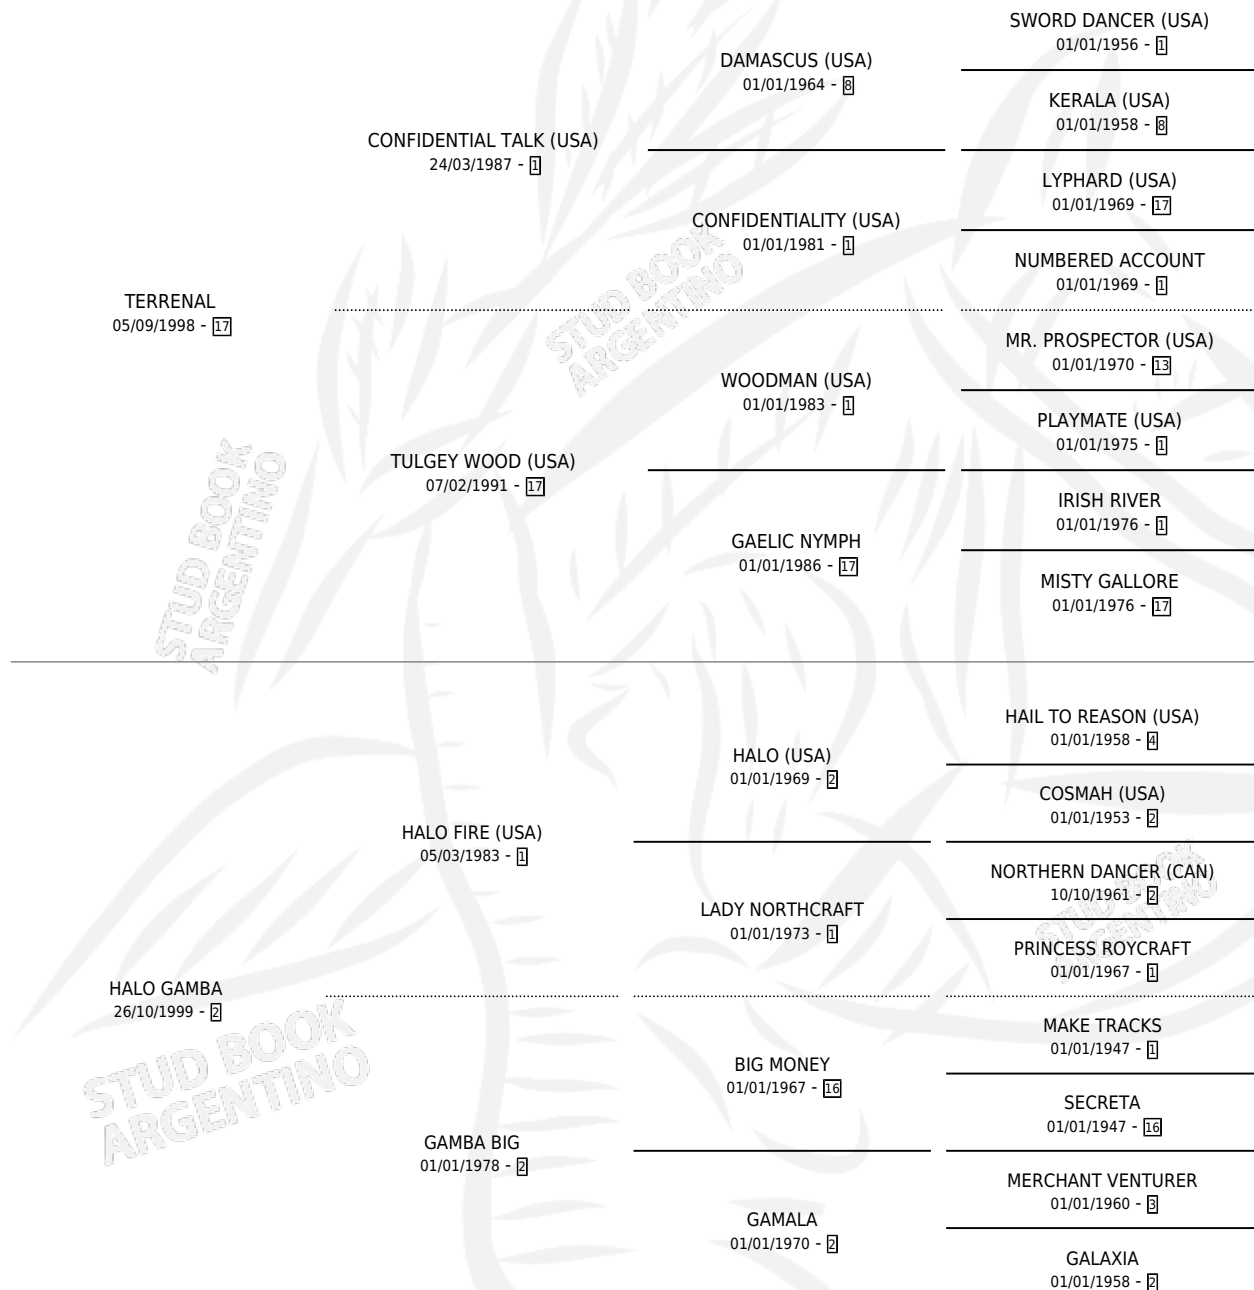 SWORD DANCER (USA)
01/01/1956 - 1
DAMASCUS (USA)
01/01/1964 - 8
KERALA (USA)
01/01/1958 - 8
CONFIDENTIAL TALK (USA)
24/03/1987 - 1
LYPHARD (USA)
01/01/1969 - 17
CONFIDENTIALITY (USA)
01/01/1981 - 1
NUMBERED ACCOUNT
01/01/1969 - 1
TERRENAL
05/09/1998 - 17
STUD BOOK
ARGENTINO
MR. PROSPECTOR (USA)
01/01/1970 - 13
WOODMAN (USA)
01/01/1983 - 1
PLAYMATE (USA)
01/01/1975 - 1
TULGEY WOOD (USA)
07/02/1991 - 17
IRISH RIVER
01/01/1976 - 1
GAELIC NYMPH
01/01/1986 - 17
MISTY GALLORE
01/01/1976 - 17
STUD BOOK
ARGENTINO
HAIL TO REASON (USA)
01/01/1958 - 4
HALO (USA)
01/01/1969 - 2
COSMAH (USA)
01/01/1953 - 2
HALO FIRE (USA)
05/03/1983 - 1
NORTHERN DANCER (CAN)
10/10/1961 - 2
LADY NORTHCRAFT
01/01/1973 - 1
PRINCESS ROYCRAFT
01/01/1967 - 1
STUD BOOK
ARGENTINO
HALO GAMBA
26/10/1999 - 2
MAKE TRACKS
01/01/1947 - 1
BIG MONEY
01/01/1967 - 16
SECRETA
01/01/1947 - 16
GAMBA BIG
01/01/1978 - 2
MERCHANT VENTURER
01/01/1960 - 3
GAMALA
01/01/1970 - 2
GALAXIA
01/01/1958 - 2
STUD BOOK
ARGENTINO